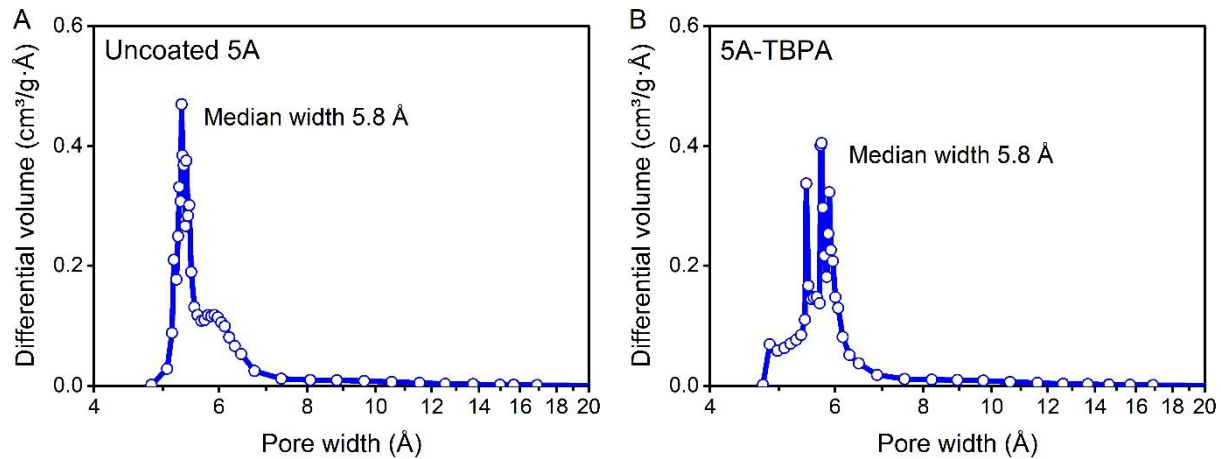 A
Uncoated 5A
Median width 5.8 Å
Differential volume (cm³/g·Å)
0.6
0.4
0.2
0.0
4 6 8 10 12 14 16 18 20
Pore width (Å)
B
5A-TBPA
Median width 5.8 Å
Differential volume (cm³/g·Å)
0.6
0.4
0.2
0.0
4 6 8 10 12 14 16 18 20
Pore width (Å)